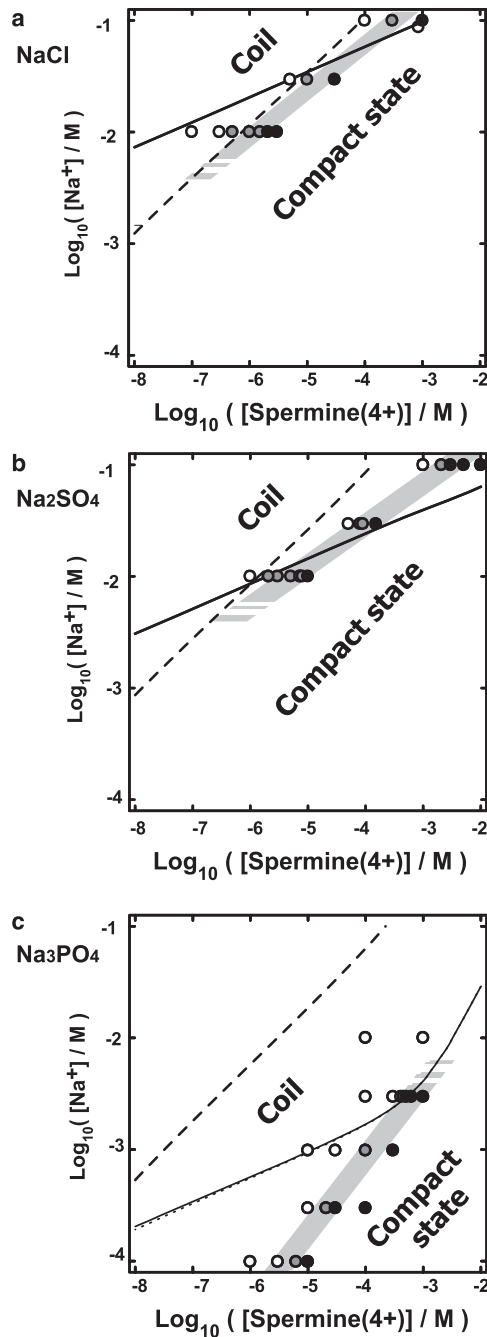 a
NaCl
-1
-2
-3
-4
Log10( [Na+] / M )
Coil
Compact state
-8 -7 -6 -5 -4 -3 -2
Log10 ( [Spermine(4+)] / M )
b
Na2SO4
-1
-2
-3
-4
Log10( [Na+] / M )
Coil
Compact state
-8 -7 -6 -5 -4 -3 -2
Log10 ( [Spermine(4+)] / M )
c
Na3PO4
-1
-2
-3
-4
Log10( [Na+] / M )
Coil
Compact
state
-8 -7 -6 -5 -4 -3 -2
Log10 ( [Spermine(4+)] / M )